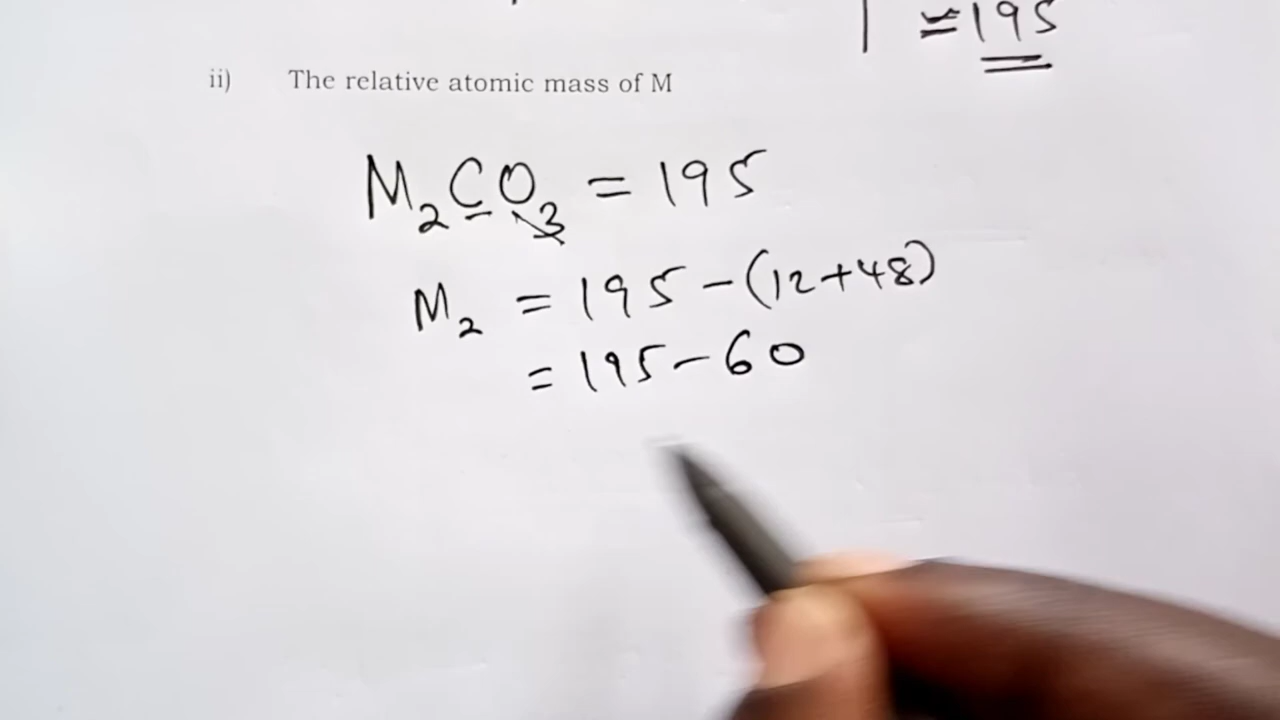 ≃195
ii) The relative atomic mass of M
M₂CO₃ = 195
M₂ = 195 - (12+48)
= 195 - 60